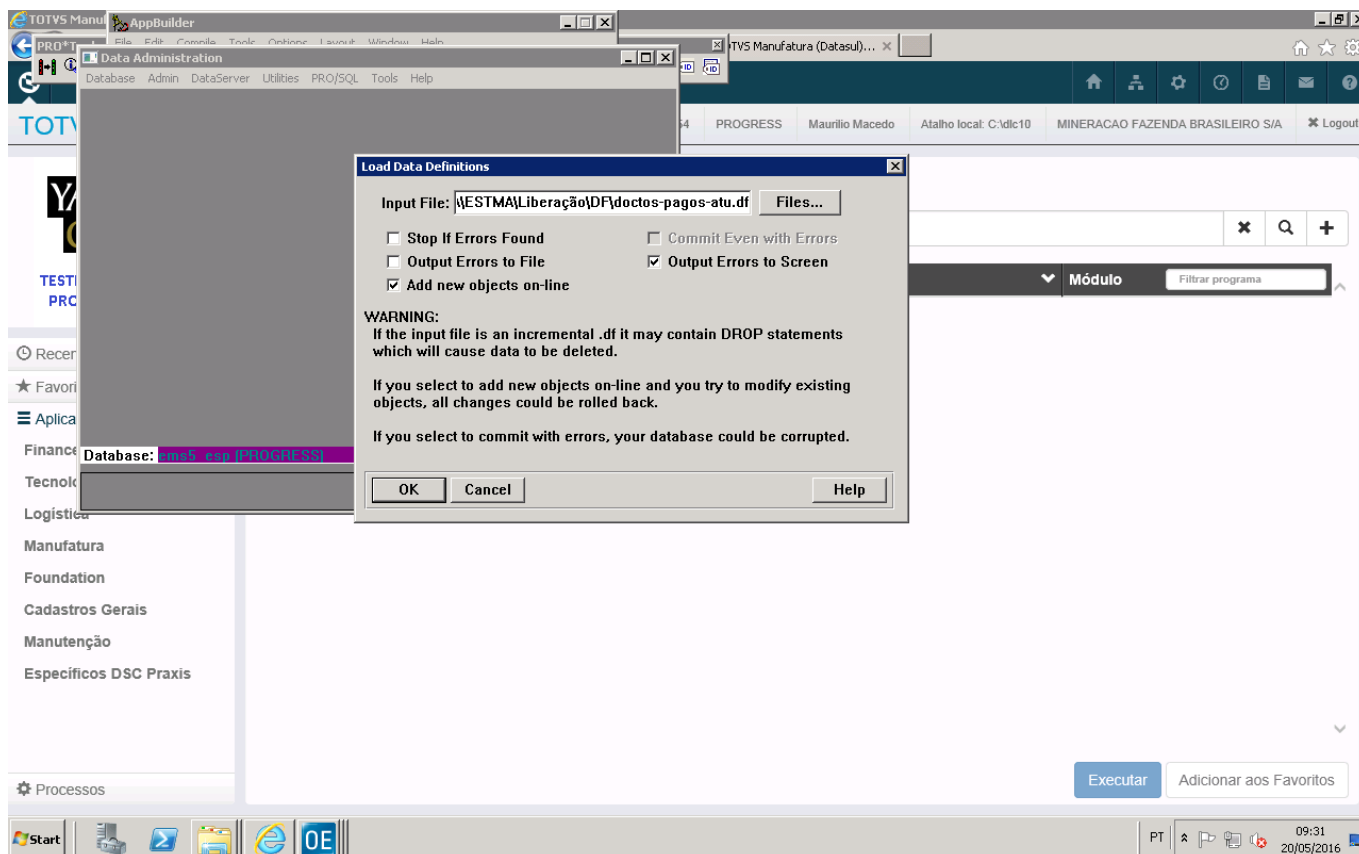 TOTVS Manuf
AppBuilder
PRO*T
File Edit Compile Tools Options Layout Window Help
TVS Manufatura (Datasul)...
Data Administration
Database Admin DataServer Utilities PRO/SQL Tools Help
TOTV
54 PROGRESS Maurilio Macedo Atalho local: C:\dlc10 MINERACAO FAZENDA BRASILEIRO S/A Logout
Load Data Definitions
Input File: \ESTMA\Liberação\DF\doctos-pagos-atu.df Files...
Stop If Errors Found Commit Even with Errors
Output Errors to File Output Errors to Screen
Add new objects on-line
WARNING:
If the input file is an incremental .df it may contain DROP statements
which will cause data to be deleted.
If you select to add new objects on-line and you try to modify existing
objects, all changes could be rolled back.
If you select to commit with errors, your database could be corrupted.
OK Cancel Help
YA
TEST
PRO
Módulo Filtrar programa
Recen
Favori
Aplica
Finance
Tecnolo
Logística
Manufatura
Foundation
Cadastros Gerais
Manutenção
Específicos DSC Praxis
Database: ems5_esp (PROGRESS)
Processos
Executar Adicionar aos Favoritos
Start
OE
PT
09:31
20/05/2016